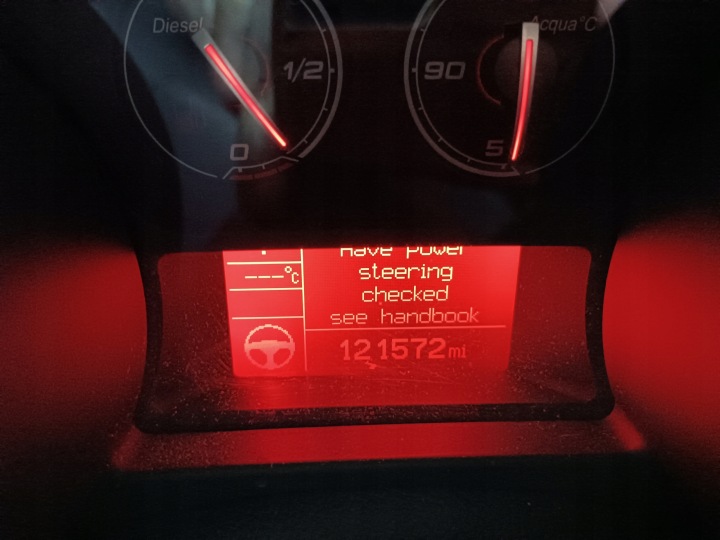 Diesel
Acqua°C
1/2
90
0
5
Have power
---°C
steering
checked
see handbook
121572mi